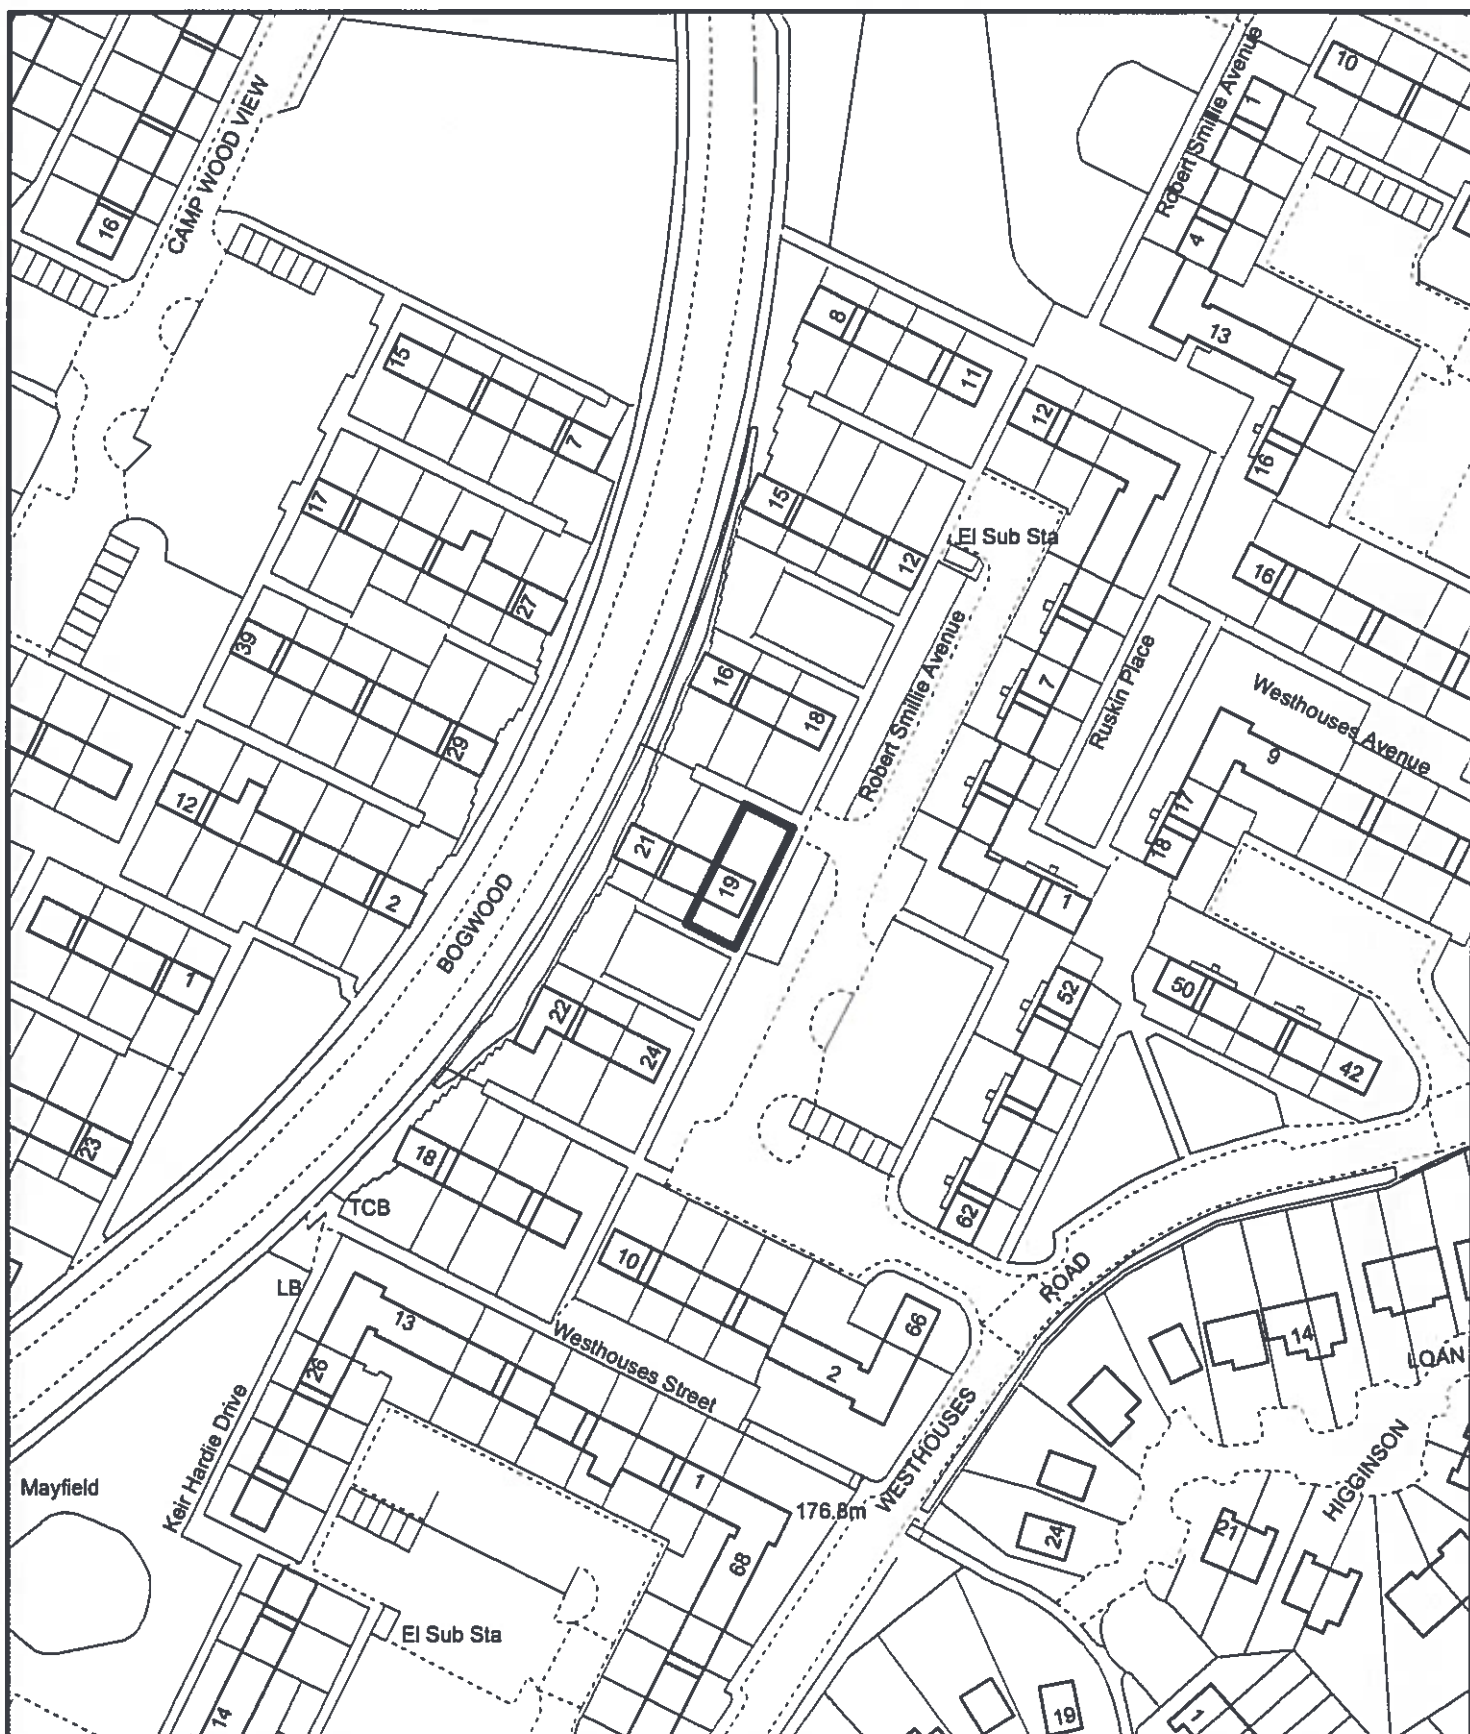 10
Robert Smillie Avenue
1
CAMP WOOD VIEW
16
4
8
13
15
11
7
12
16
17
15
El Sub Sta
12
16
27
39
16
7
Robert Smillie Avenue
Ruskin Place
Westhouses Avenue
18
29
9
12
17
21
18
19
2
1
BOGWOOD
1
50
52
22
24
42
23
18
TCB
62
10
ROAD
LB
66
13
14
Westhouses Street
2
LOAN
26
Keir Hardie Drive
WESTHOUSES
HIGGINSON
Mayfield
1
176.8m
21
24
68
El Sub Sta
14
19
1